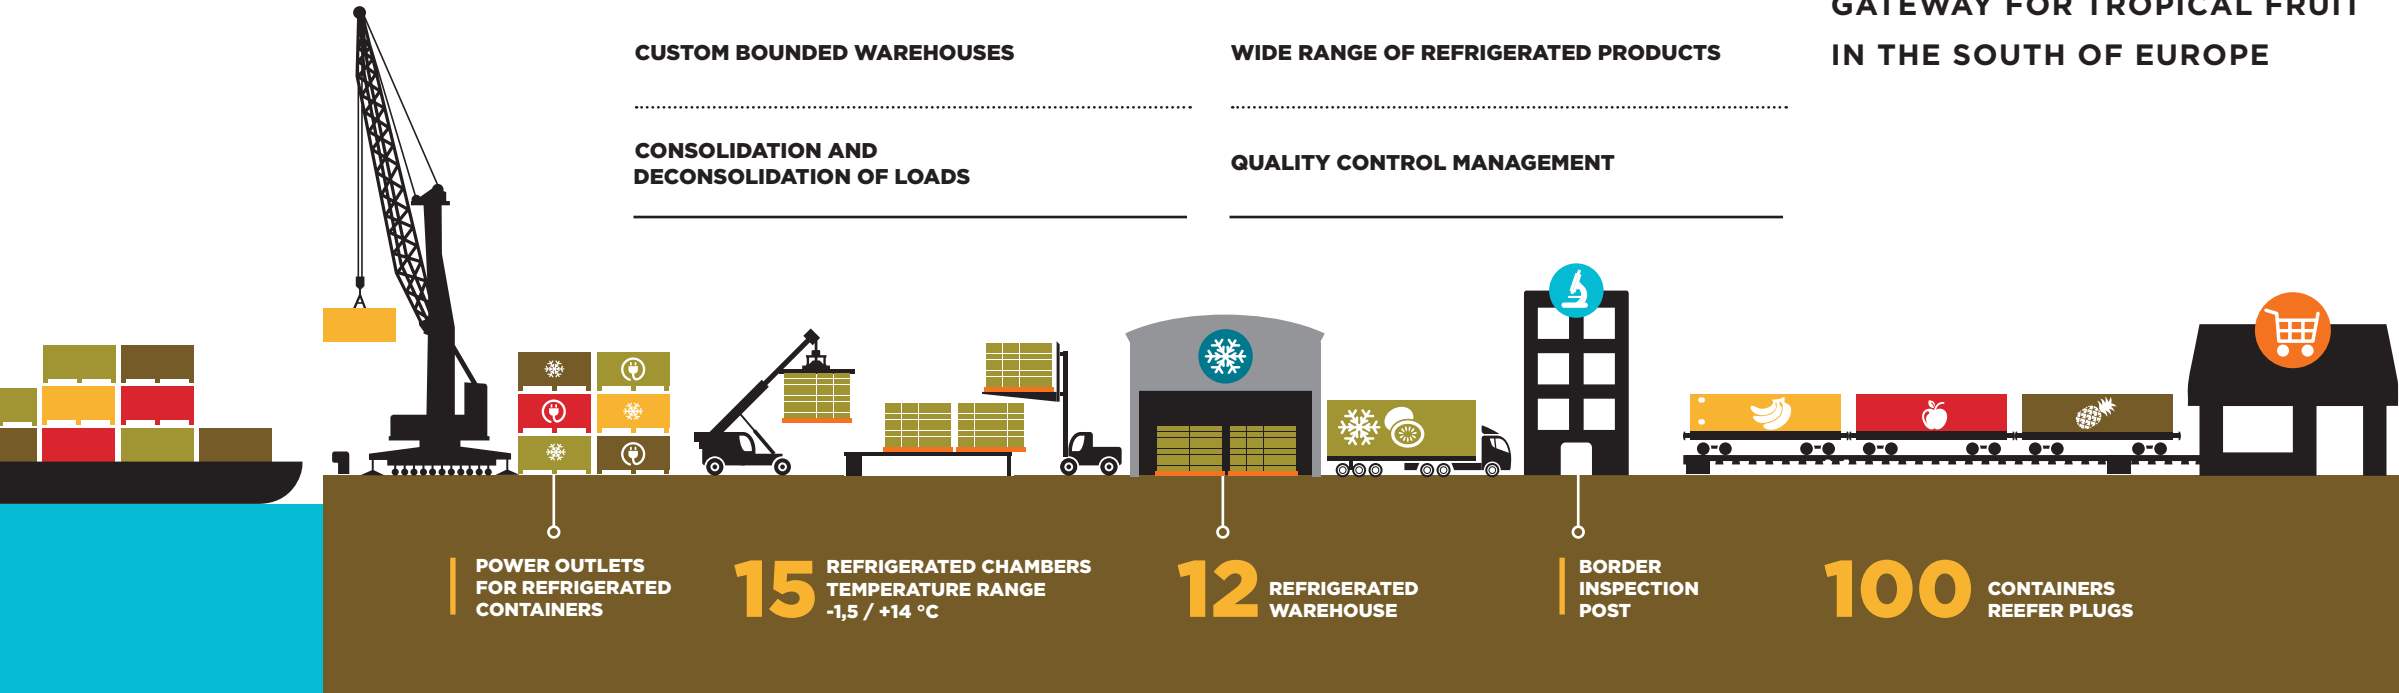 GATEWAY FOR TROPICAL FRUIT
IN THE SOUTH OF EUROPE
CUSTOM BOUNDED WAREHOUSES
WIDE RANGE OF REFRIGERATED PRODUCTS
CONSOLIDATION AND
DECONSOLIDATION OF LOADS
QUALITY CONTROL MANAGEMENT
POWER OUTLETS
FOR REFRIGERATED
CONTAINERS
15
REFRIGERATED CHAMBERS
TEMPERATURE RANGE
-1,5 / +14 °C
12
REFRIGERATED
WAREHOUSE
BORDER
INSPECTION
POST
100
CONTAINERS
REEFER PLUGS